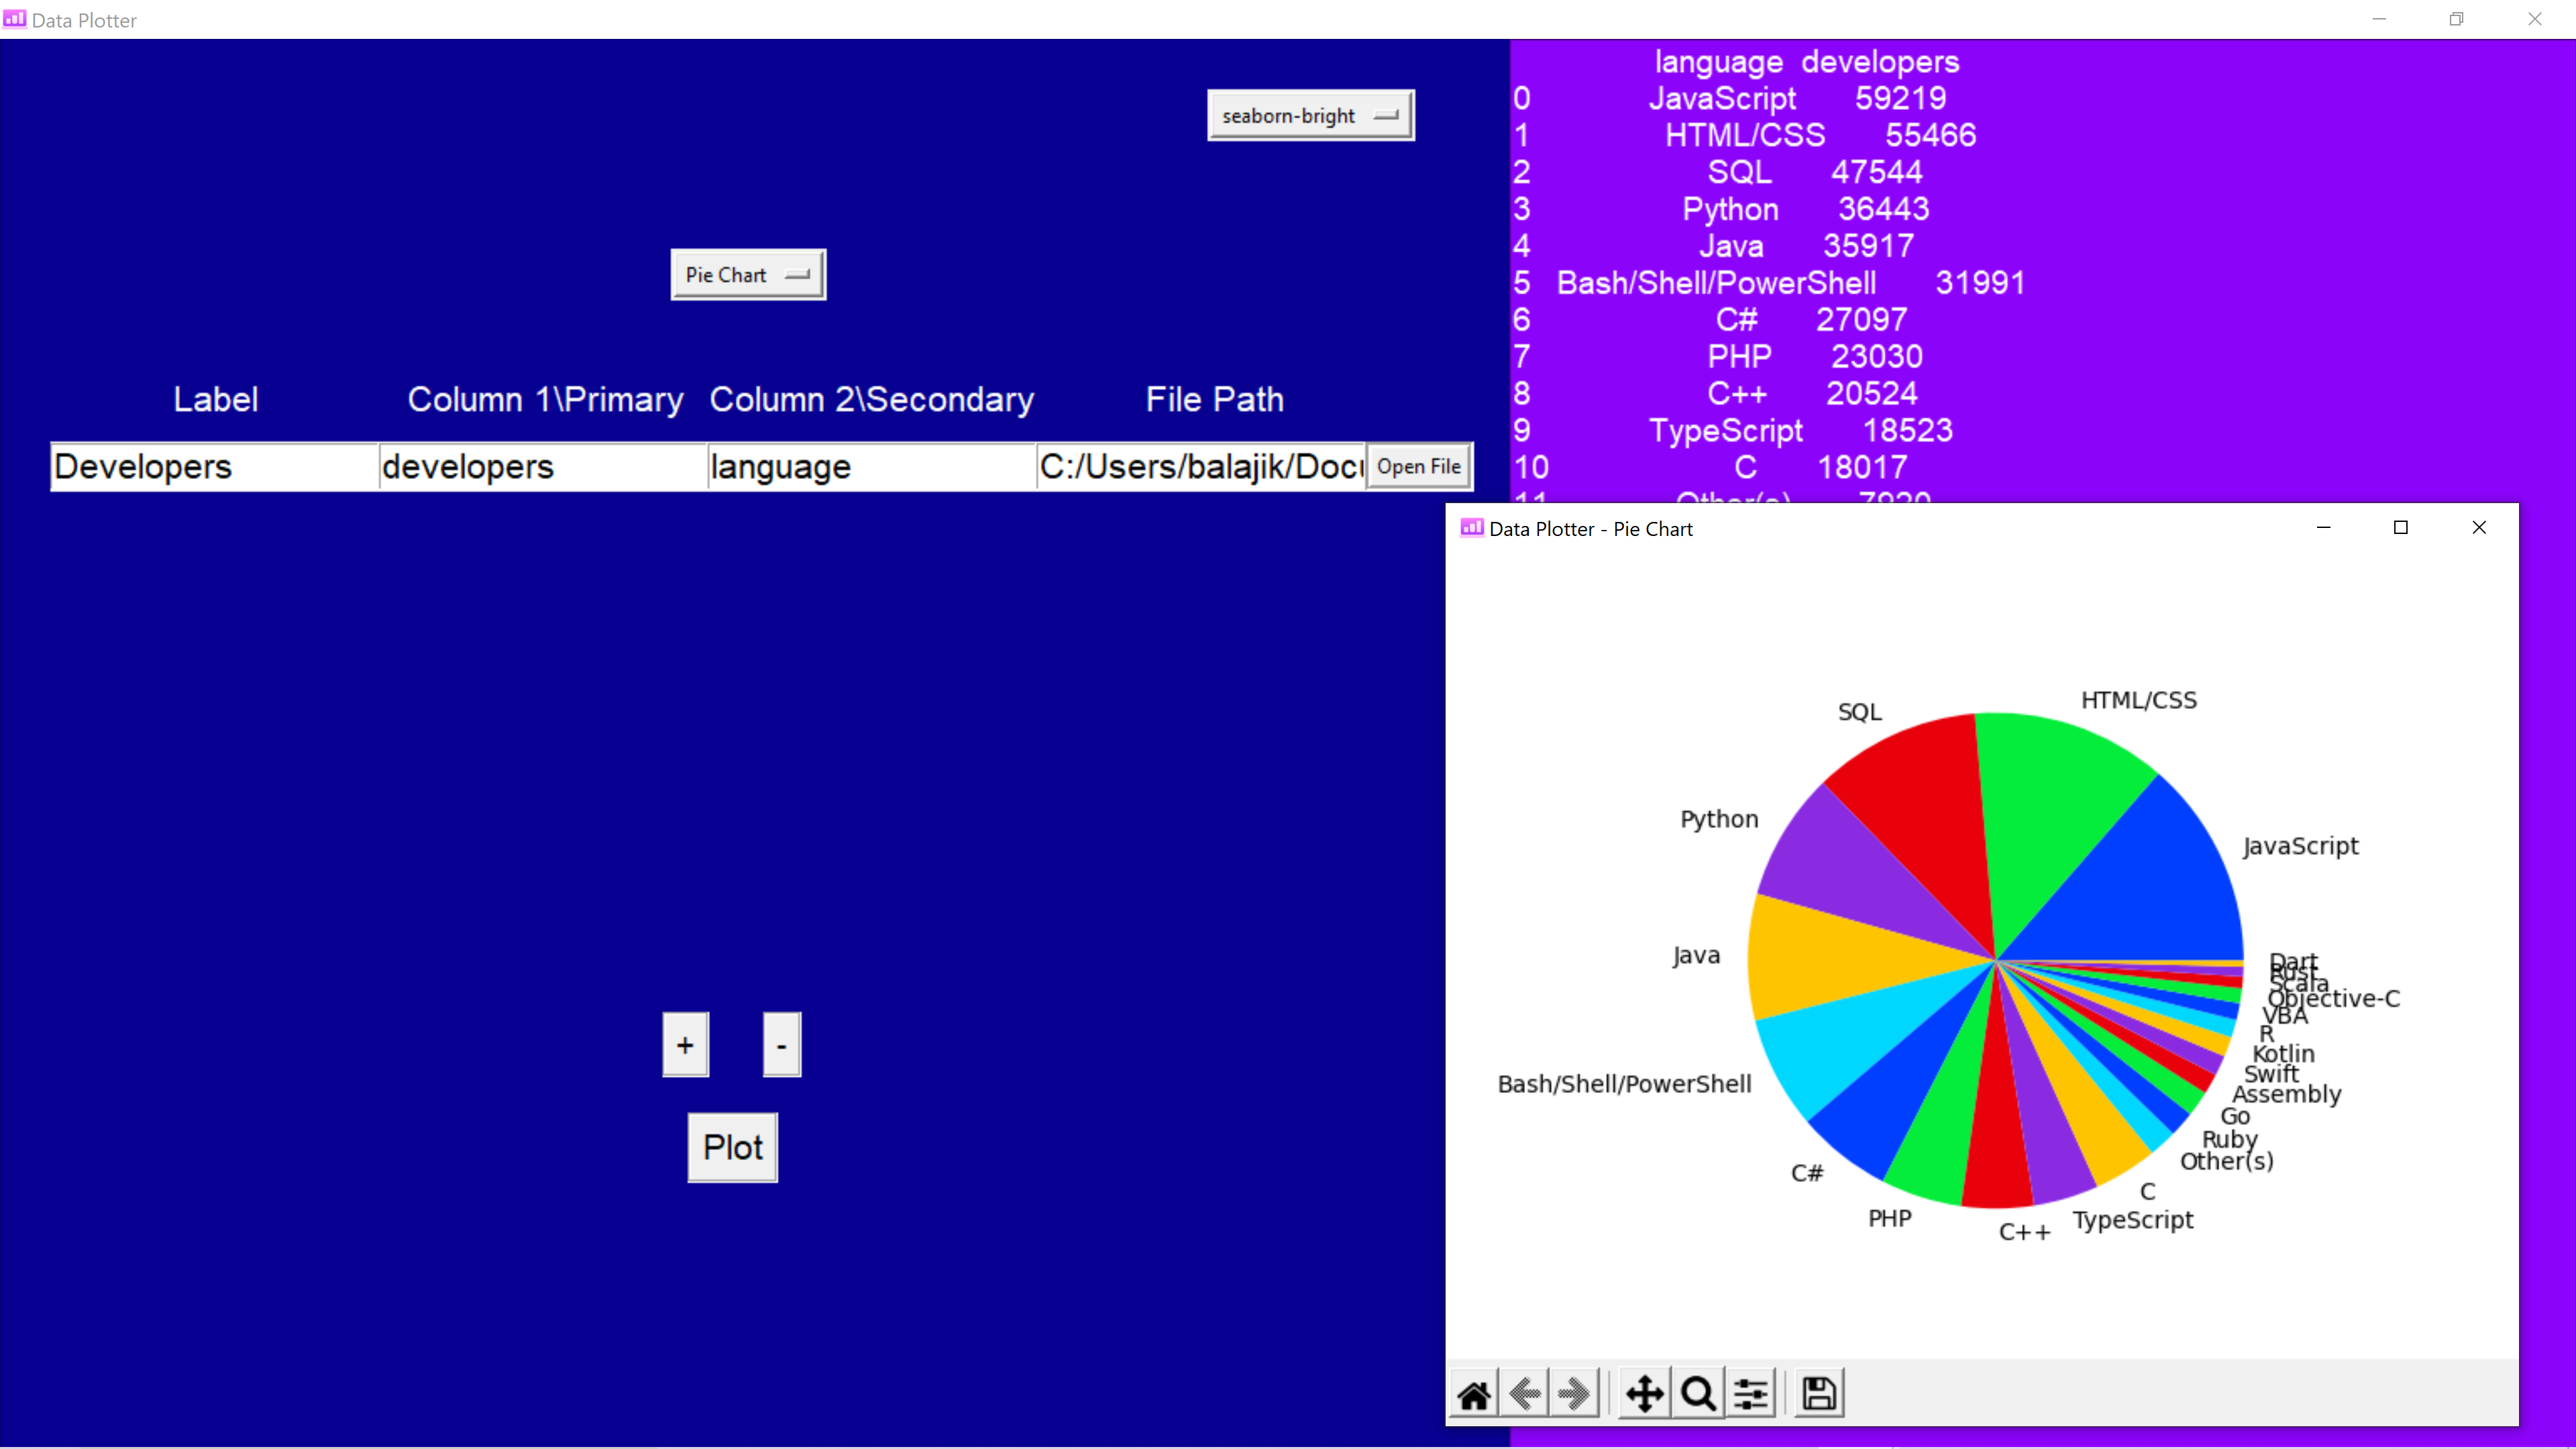 Data Plotter
seaborn-bright
Pie Chart
Label Column 1\Primary Column 2\Secondary File Path
Developers developers language C:/Users/balajik/Docu Open File
+ -
Plot
language developers
0 JavaScript 59219
1 HTML/CSS 55466
2 SQL 47544
3 Python 36443
4 Java 35917
5 Bash/Shell/PowerShell 31991
6 C# 27097
7 PHP 23030
8 C++ 20524
9 TypeScript 18523
10 C 18017
11 Other(s) 7920
Data Plotter - Pie Chart
HTML/CSS
SQL
Python
JavaScript
Java
Dart
Rust
Scala
Objective-C
VBA
R
Kotlin
Swift
Assembly
Go
Ruby
Other(s)
Bash/Shell/PowerShell
C#
C
PHP
TypeScript
C++